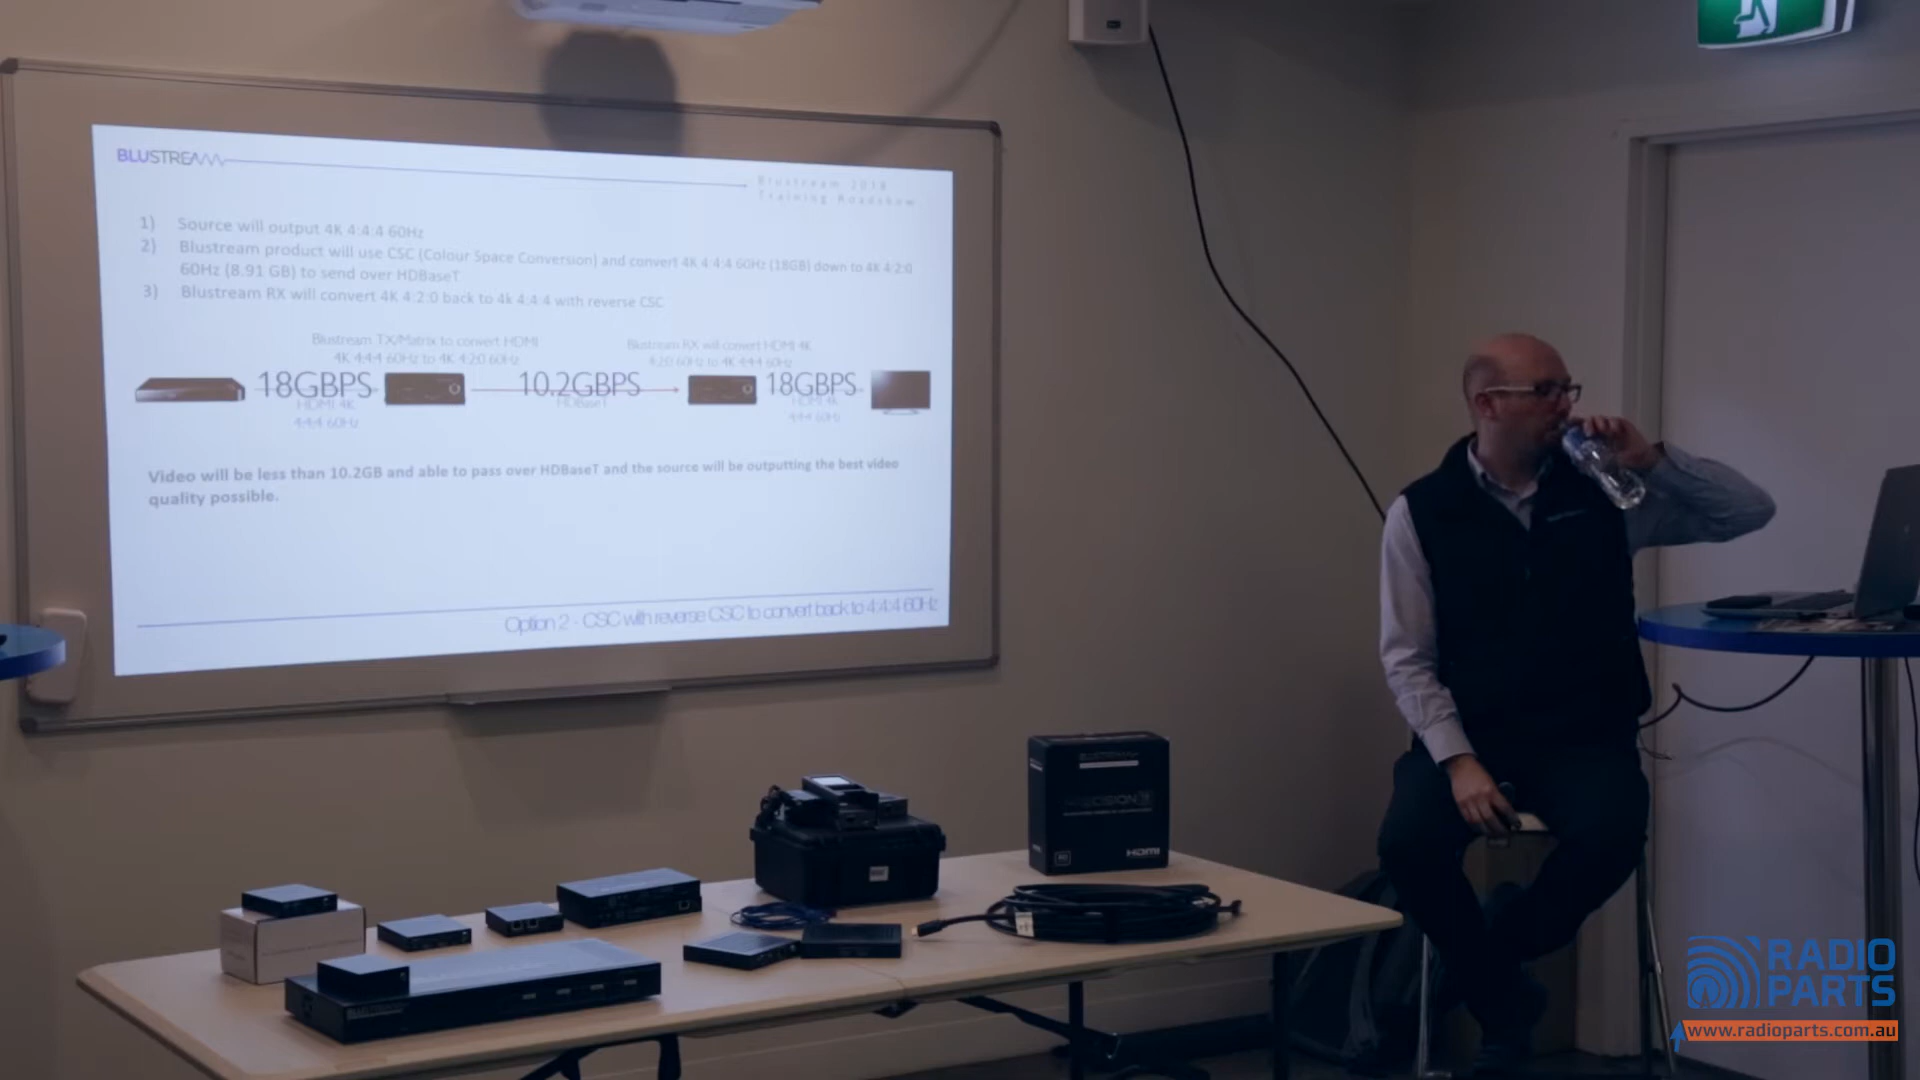 BLUSTREAM
Blustream 2018
Training Roadshow
1) Source will output 4K 4:4:4 60Hz
2) Blustream product will use CSC (Colour Space Conversion) and convert 4K 4:4:4 60Hz (18GB) down to 4K 4:2:0
60Hz (8.91 GB) to send over HDBaseT
3) Blustream RX will convert 4K 4:2:0 back to 4k 4:4:4 with reverse CSC
Blustream TX/Matrix to convert HDMI
4K 4:4:4 60Hz to 4K 4:2:0 60Hz
Blustream RX will convert HDMI 4K
4:2:0 60Hz to 4K 4:4:4 60Hz
18GBPS
HDMI 4K
4:4:4 60Hz
10.2GBPS
HDBaseT
18GBPS
HDMI 4K
4:4:4 60Hz
Video will be less than 10.2GB and able to pass over HDBaseT and the source will be outputting the best video
quality possible.
Option 2 - CSC with reverse CSC to convert back to 4:4:4 60Hz
BLUSTREAM
HDMI
RADIO
PARTS
www.radioparts.com.au